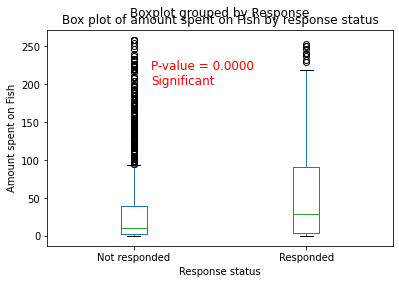 Boxplot grouped by Response
Box plot of amount spent on Fish by response status
P-value = 0.0000
Significant
250
200
150
100
50
0
Amount spent on Fish
Not responded
Responded
Response status